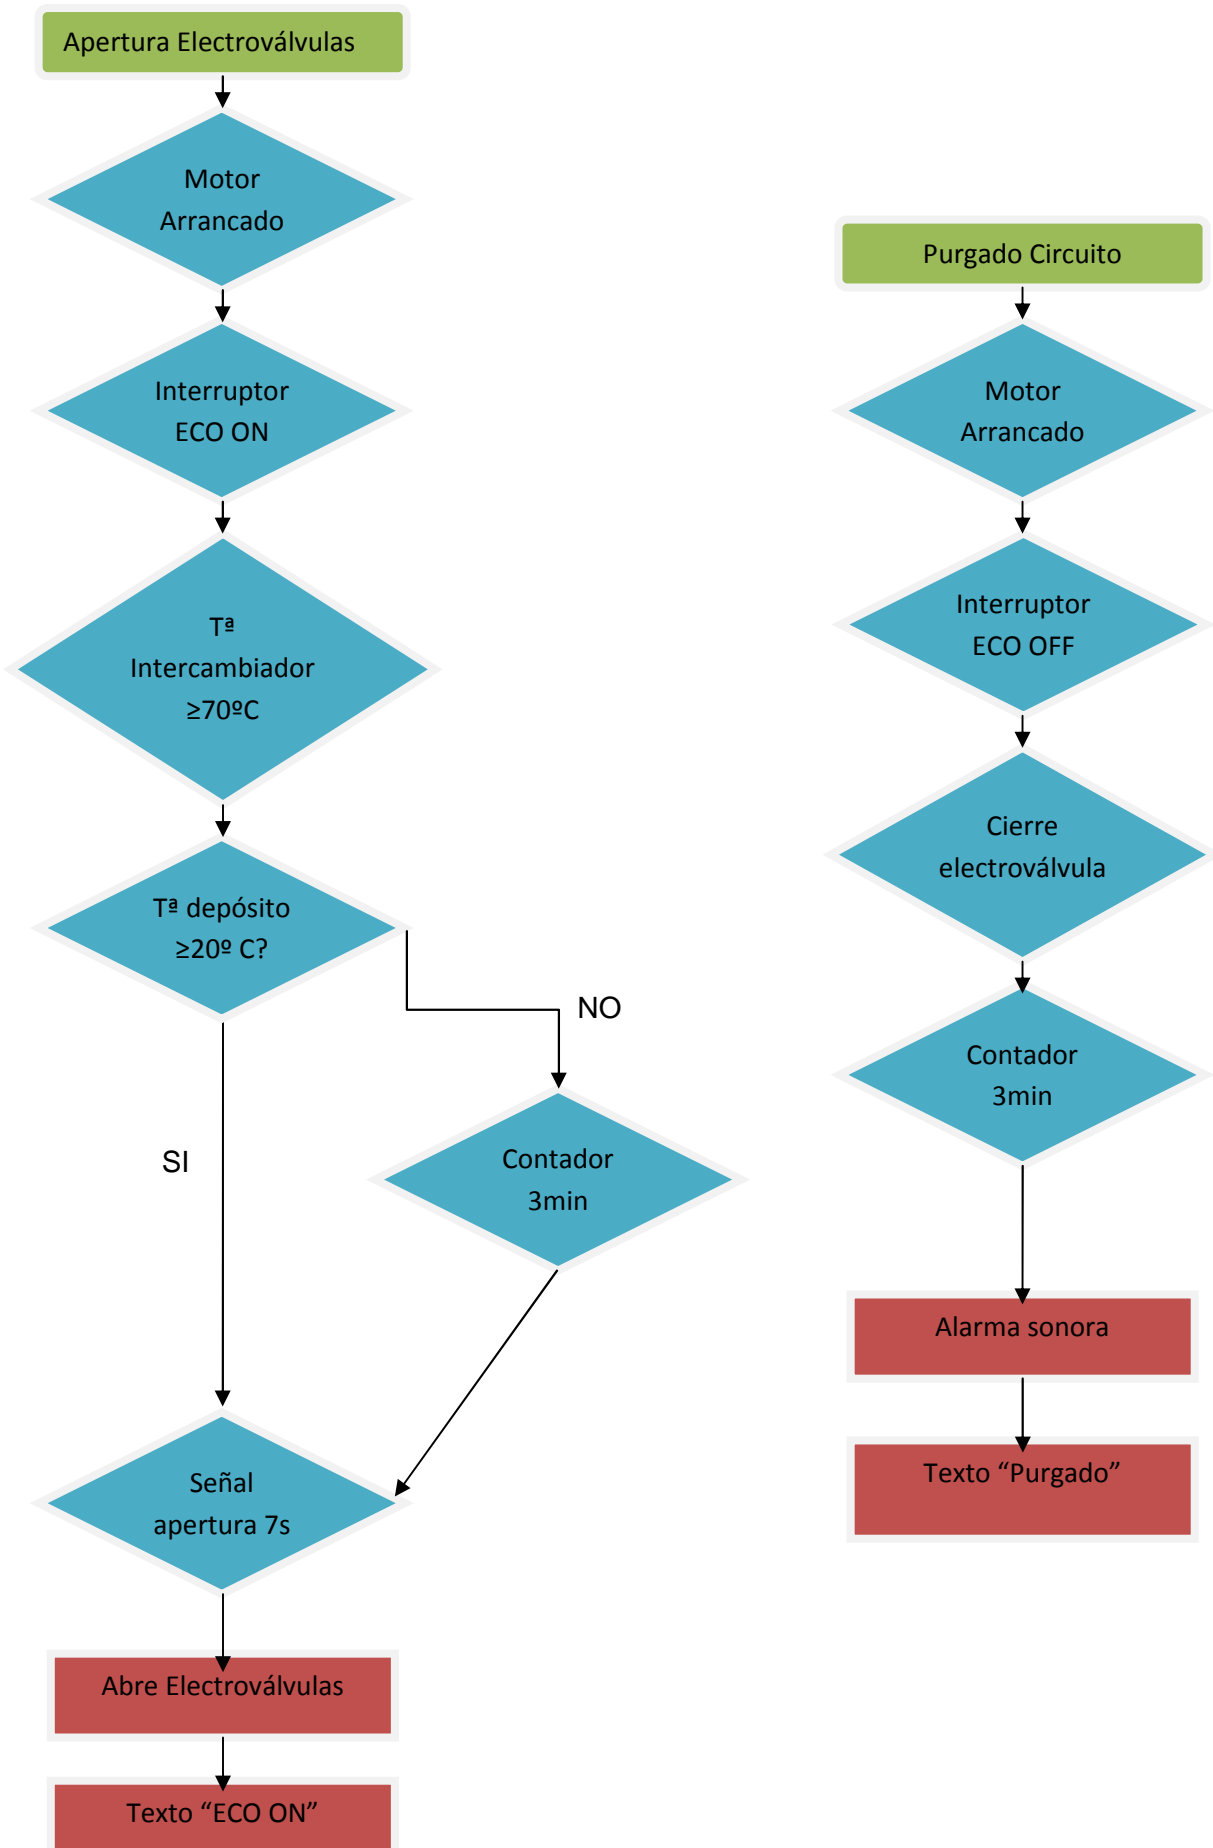 Apertura Electroválvulas
Motor
Arrancado
Interruptor
ECO ON
Tª
Intercambiador
≥70ºC
Tª depósito
≥20º C?
NO
SI
Contador
3min
Señal
apertura 7s
Abre Electroválvulas
Texto “ECO ON”
Purgado Circuito
Motor
Arrancado
Interruptor
ECO OFF
Cierre
electroválvula
Contador
3min
Alarma sonora
Texto “Purgado”